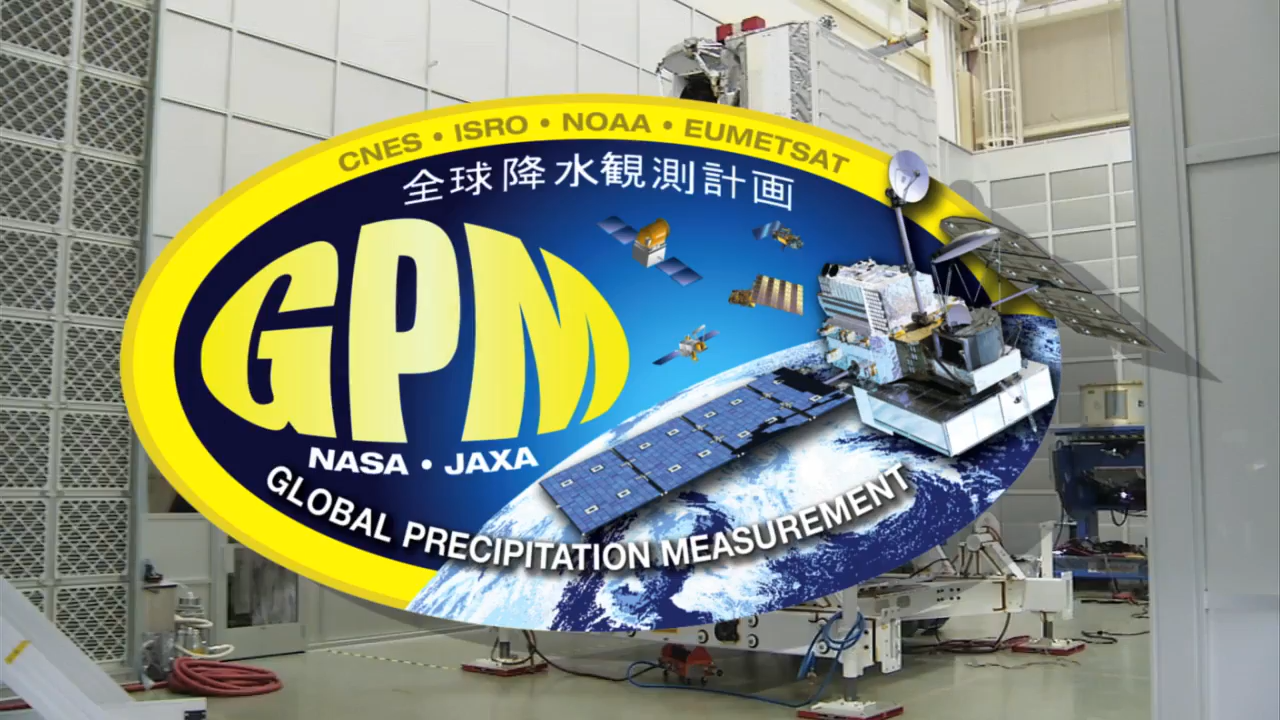 CNES • ISRO • NOAA • EUMETSAT
全球降水観測計画
GPM
NASA • JAXA
GLOBAL PRECIPITATION MEASUREMENT